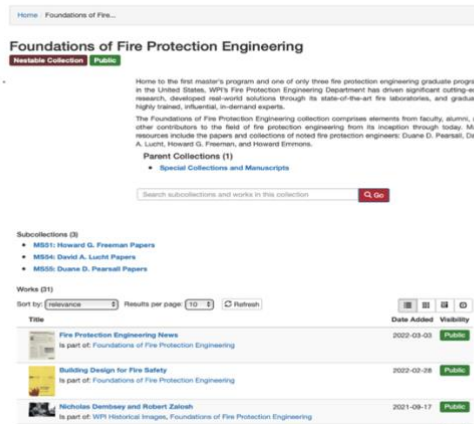 Home Foundations of Fire...
Foundations of Fire Protection Engineering
Nestable Collection Public
Home to the first master's program and one of only three fire protection engineering graduate progra
in the United States, WPI's Fire Protection Engineering Department has driven significant cutting-e
research, developed real-world solutions through its state-of-the-art fire laboratories, and gradua
highly trained, influential, in-demand experts.
The Foundations of Fire Protection Engineering collection comprises elements from faculty, alumni,
other contributors to the field of fire protection engineering from its inception through today. M
resources include the papers and collections of noted fire protection engineers: Duane D. Pearsall, Da
A. Lucht, Howard G. Freeman, and Howard Emmons.
Parent Collections (1)
Special Collections and Manuscripts
Search subcollections and works in this collection Go
Subcollections (3)
MS51: Howard G. Freeman Papers
MS54: David A. Lucht Papers
MS55: Duane D. Pearsall Papers
Works (31)
Sort by: relevance Results per page: 10 Refresh
Title Date Added Visibility
Fire Protection Engineering News 2022-03-03 Public
Is part of: Foundations of Fire Protection Engineering
Building Design for Fire Safety 2022-02-28 Public
Is part of: Foundations of Fire Protection Engineering
Nicholas Dembsey and Robert Zalosh 2021-09-17 Public
Is part of: WPI Historical Images, Foundations of Fire Protection Engineering